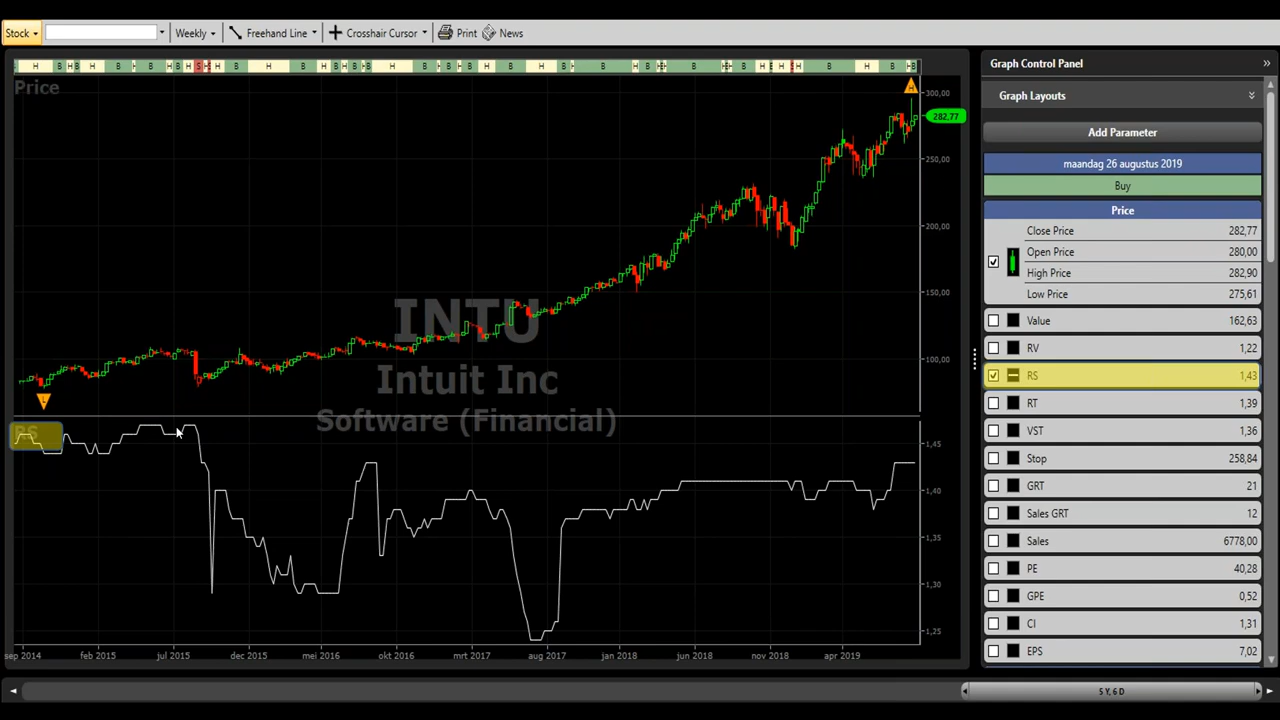 Stock
Weekly
Freehand Line
Crosshair Cursor
Print
News
H B H H B B B H S H H B H B H B H B H B H B H B H B H B H B H S H B H B H B
Price
300,00
282,77
250,00
200,00
150,00
100,00
H
L
INTU
Intuit Inc
Software (Financial)
RS
1,45
1,40
1,35
1,30
1,25
sep 2014 feb 2015 jul 2015 dec 2015 mei 2016 okt 2016 mrt 2017 aug 2017 jan 2018 jun 2018 nov 2018 apr 2019
5 Y, 6 D
Graph Control Panel
Graph Layouts
Add Parameter
maandag 26 augustus 2019
Buy
Price
Close Price 282,77
Open Price 280,00
High Price 282,90
Low Price 275,61
Value 162,63
RV 1,22
RS 1,43
RT 1,39
VST 1,36
Stop 258,84
GRT 21
Sales GRT 12
Sales 6778,00
PE 40,28
GPE 0,52
CI 1,31
EPS 7,02